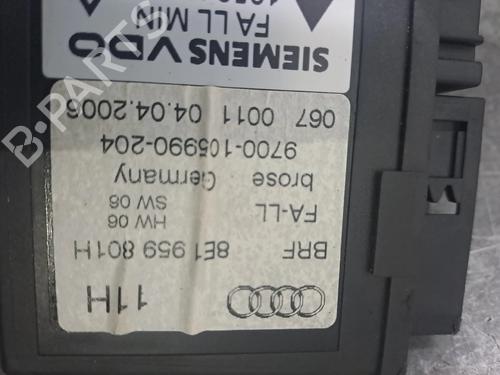 11H
BRF 8E1 959 801H
FA-LL HW 06
SW 06
brose Germany
9700-105990-204
067 0011 04.04.2006
SIEMENS VDO
FA LL MIN
B-PARTS